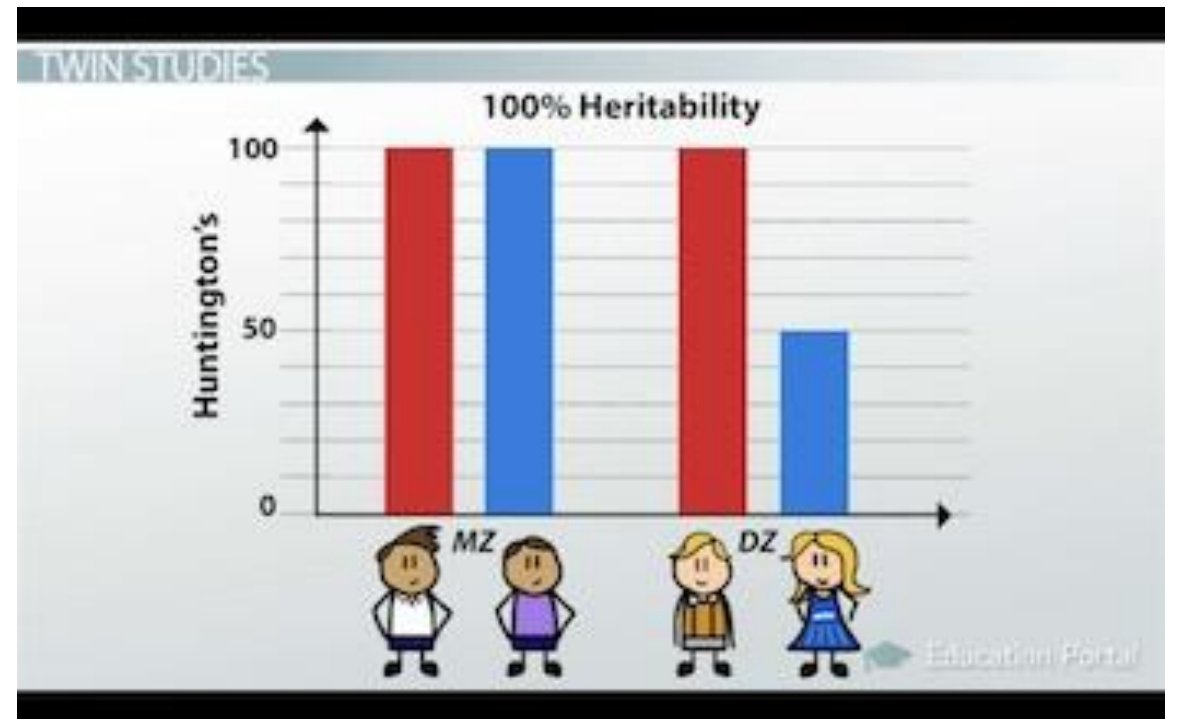 TWIN STUDIES
100% Heritability
100
50
0
Huntington's
MZ
DZ
Education Portal